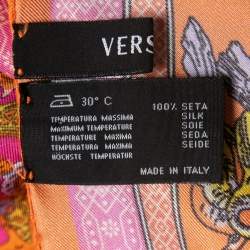 VERS
30° C
TEMPERATURA MASSIMA
MAXIMUM TEMPERATURE
TEMPERATURE MAXIMUM
TEMPERATURA MAXIMA
HÖCHSTE TEMPERATUR
100% SETA
SILK
SOIE
SEDA
SEIDE
MADE IN ITALY